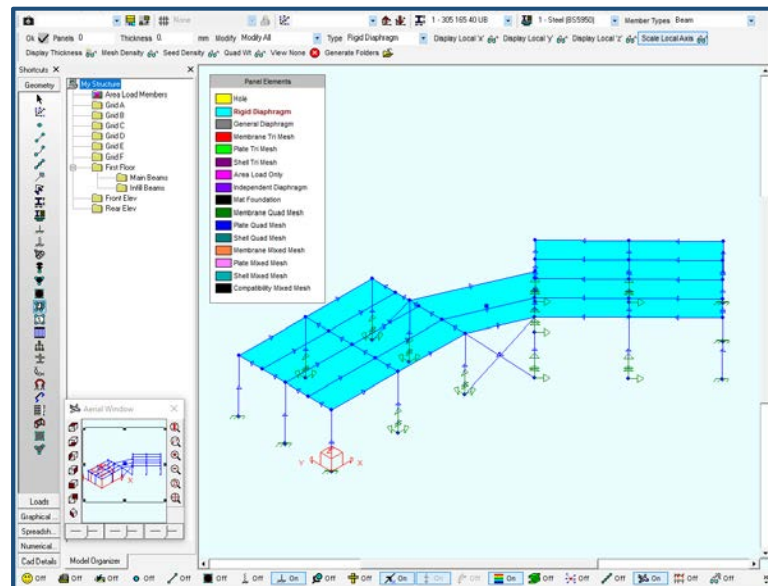 None
1 - 305 165 40 UB
1 - Steel (BS5950)
Member Types Beam
Ok Panels 0 Thickness 0. mm Modify Modify All Type Rigid Diaphragm Display Local 'x' Display Local 'y' Display Local 'z' Scale Local Axis
Display Thickness Mesh Density Seed Density Quad Wt View None Generate Folders
Shortcuts
Geometry
My Structure
Area Load Members
Grid A
Grid B
Grid C
Grid D
Grid E
Grid F
First Floor
Main Beams
Infill Beams
Front Elev
Rear Elev
Panel Elements
Hole
Rigid Diaphragm
General Diaphragm
Membrane Tri Mesh
Plate Tri Mesh
Shell Tri Mesh
Area Load Only
Independent Diaphragm
Mat Foundation
Membrane Quad Mesh
Plate Quad Mesh
Shell Quad Mesh
Membrane Mixed Mesh
Plate Mixed Mesh
Shell Mixed Mesh
Compatibility Mixed Mesh
Y X
Aerial Window
X
Loads
Graphical ...
Spreadsh...
Numerical...
Cad Details
Model Organizer
Off Off Off Off Off Off Off On Off Off On On Off On Off Off Off On Off Off